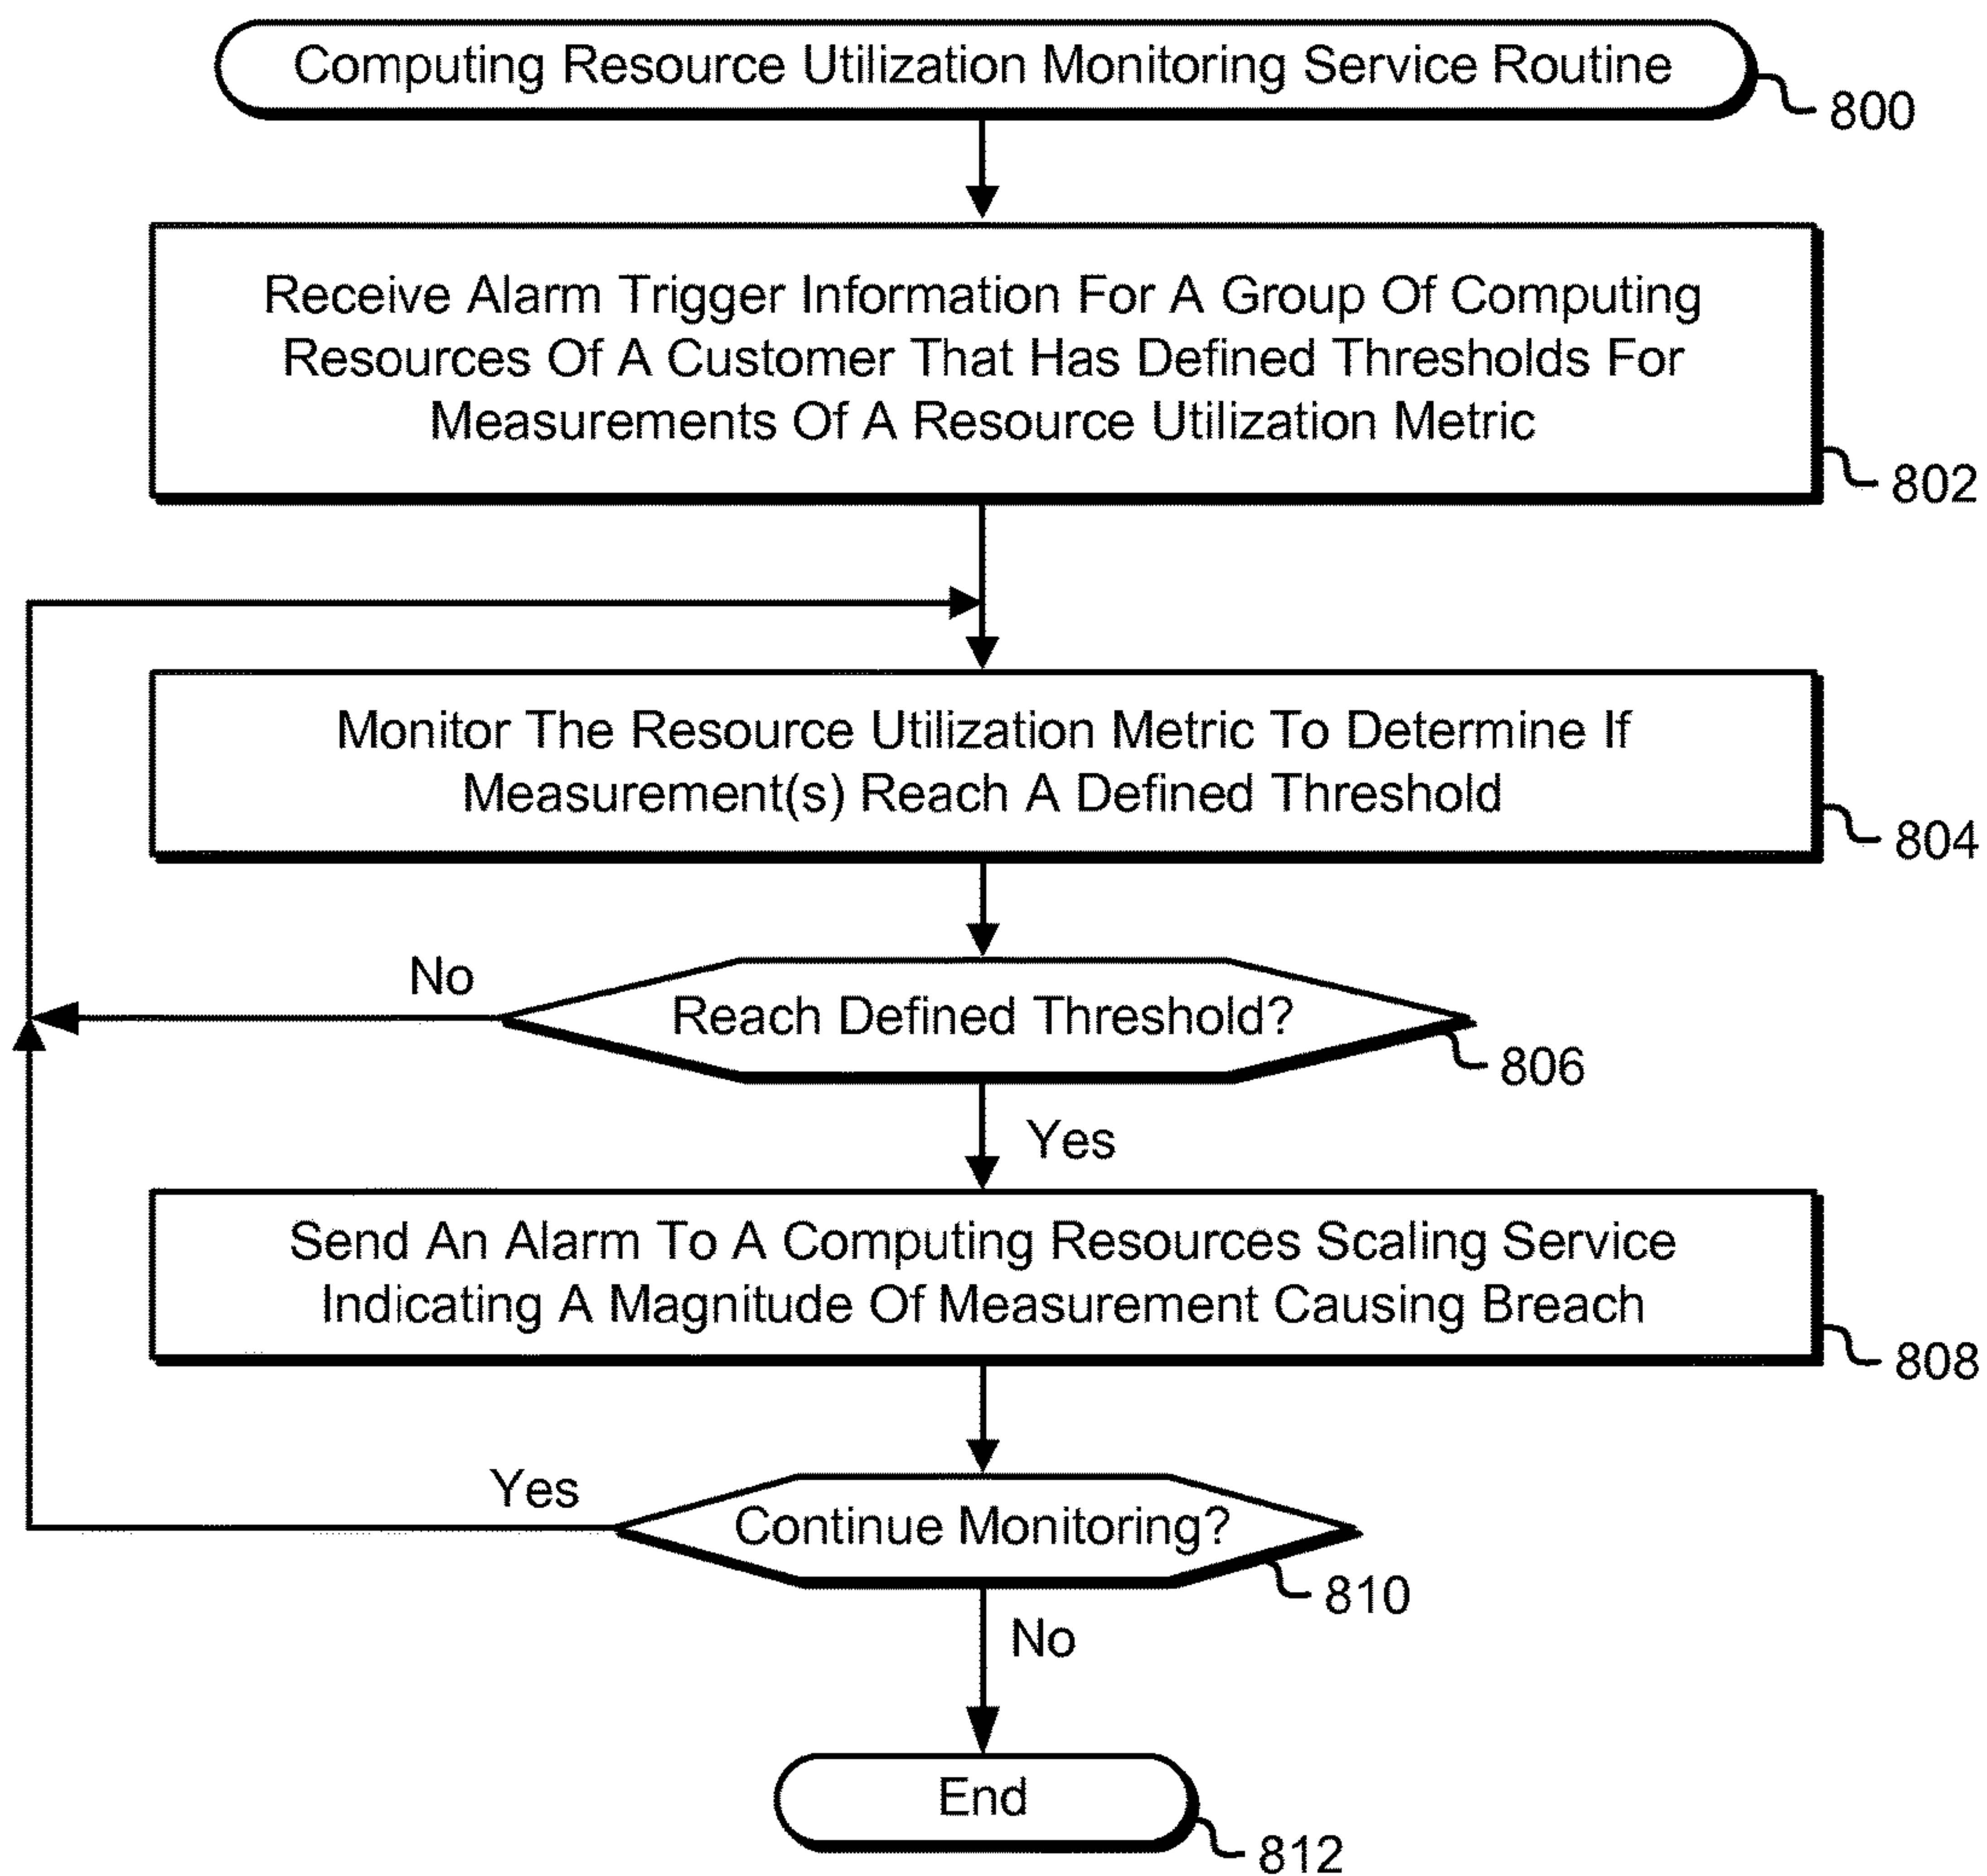 Computing Resource Utilization Monitoring Service Routine
800
Receive Alarm Trigger Information For A Group Of Computing
Resources Of A Customer That Has Defined Thresholds For
Measurements Of A Resource Utilization Metric
802
Monitor The Resource Utilization Metric To Determine If
Measurement(s) Reach A Defined Threshold
804
No
Reach Defined Threshold?
806
Yes
Send An Alarm To A Computing Resources Scaling Service
Indicating A Magnitude Of Measurement Causing Breach
808
Yes
Continue Monitoring?
810
No
End
812